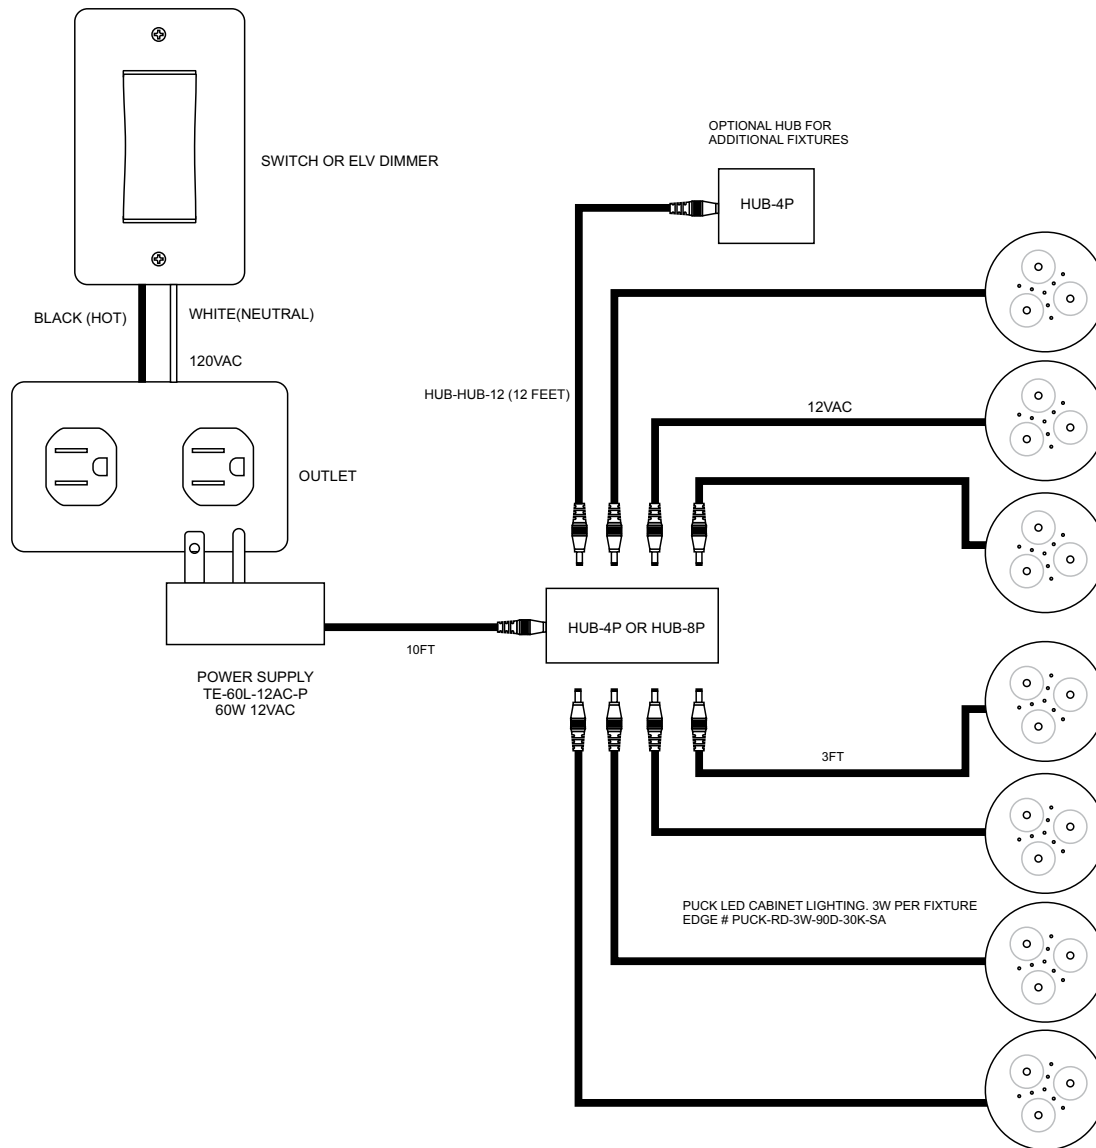 OPTIONAL HUB FOR
ADDITIONAL FIXTURES
SWITCH OR ELV DIMMER
HUB-4P
BLACK (HOT)
WHITE(NEUTRAL)
120VAC
HUB-HUB-12 (12 FEET)
12VAC
OUTLET
HUB-4P OR HUB-8P
10FT
POWER SUPPLY
TE-60L-12AC-P
60W 12VAC
3FT
PUCK LED CABINET LIGHTING. 3W PER FIXTURE
EDGE # PUCK-RD-3W-90D-30K-SA